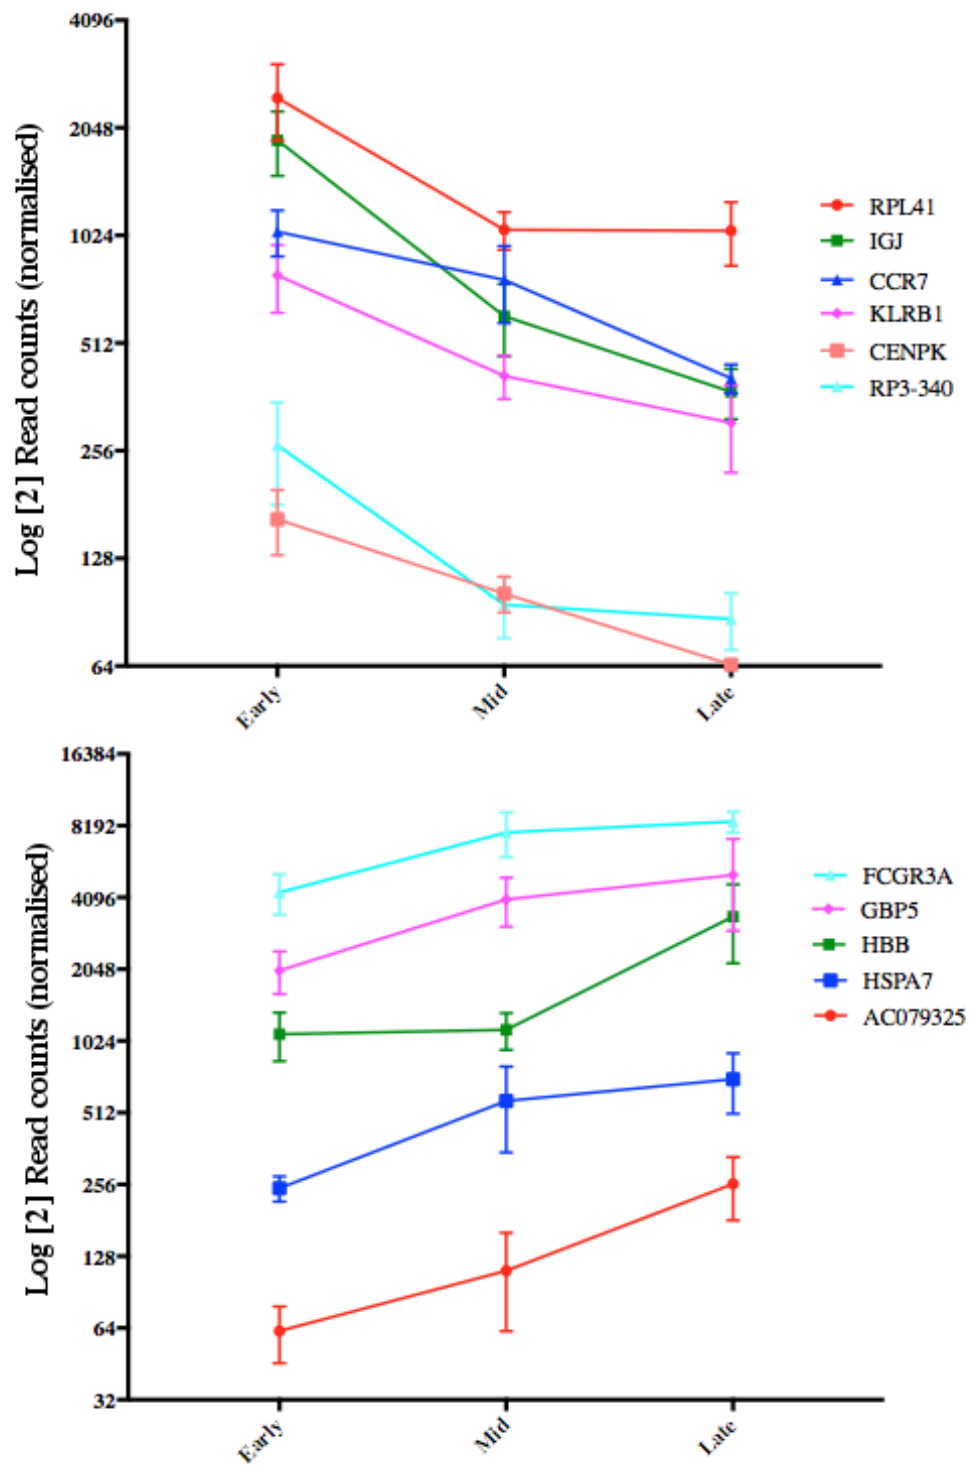 Log [2] Read counts (normalised)
4096
2048
1024
512
256
128
64
Early
Mid
Late
RPL41
IGJ
CCR7
KLRB1
CENPK
RP3-340
Log [2] Read counts (normalised)
16384
8192
4096
2048
1024
512
256
128
64
32
Early
Mid
Late
FCGR3A
GBP5
HBB
HSPA7
AC079325